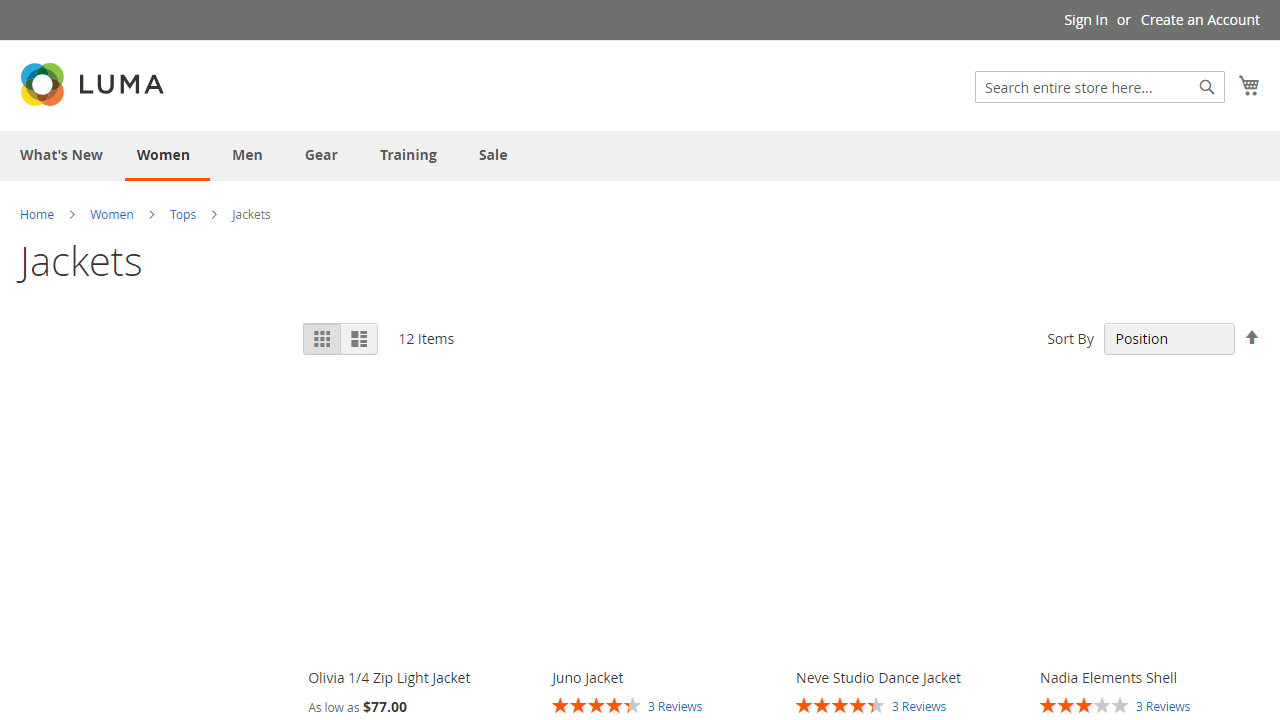 Sign In or Create an Account
LUMA
Search entire store here...
What's New Women Men Gear Training Sale
Home Women Tops Jackets
Jackets
12 Items Sort By Position
Olivia 1/4 Zip Light Jacket Juno Jacket Neve Studio Dance Jacket Nadia Elements Shell
As low as $77.00 3 Reviews 3 Reviews 3 Reviews